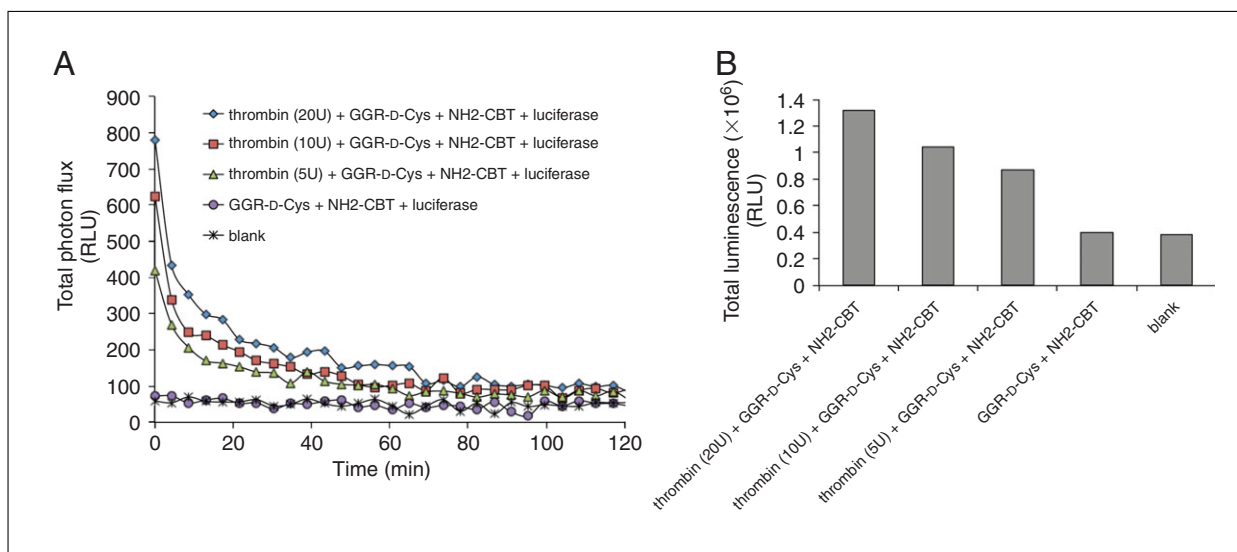 A
Total photon flux
(RLU)
900
800
700
600
500
400
300
200
100
0
thrombin (20U) + GGR-D-Cys + NH2-CBT + luciferase
thrombin (10U) + GGR-D-Cys + NH2-CBT + luciferase
thrombin (5U) + GGR-D-Cys + NH2-CBT + luciferase
GGR-D-Cys + NH2-CBT + luciferase
blank
0 20 40 60 80 100 120
Time (min)
B
Total luminescence (×10⁶)
(RLU)
1.4
1.2
1
0.8
0.6
0.4
0.2
0
thrombin (20U) + GGR-D-Cys + NH2-CBT
thrombin (10U) + GGR-D-Cys + NH2-CBT
thrombin (5U) + GGR-D-Cys + NH2-CBT
GGR-D-Cys + NH2-CBT
blank